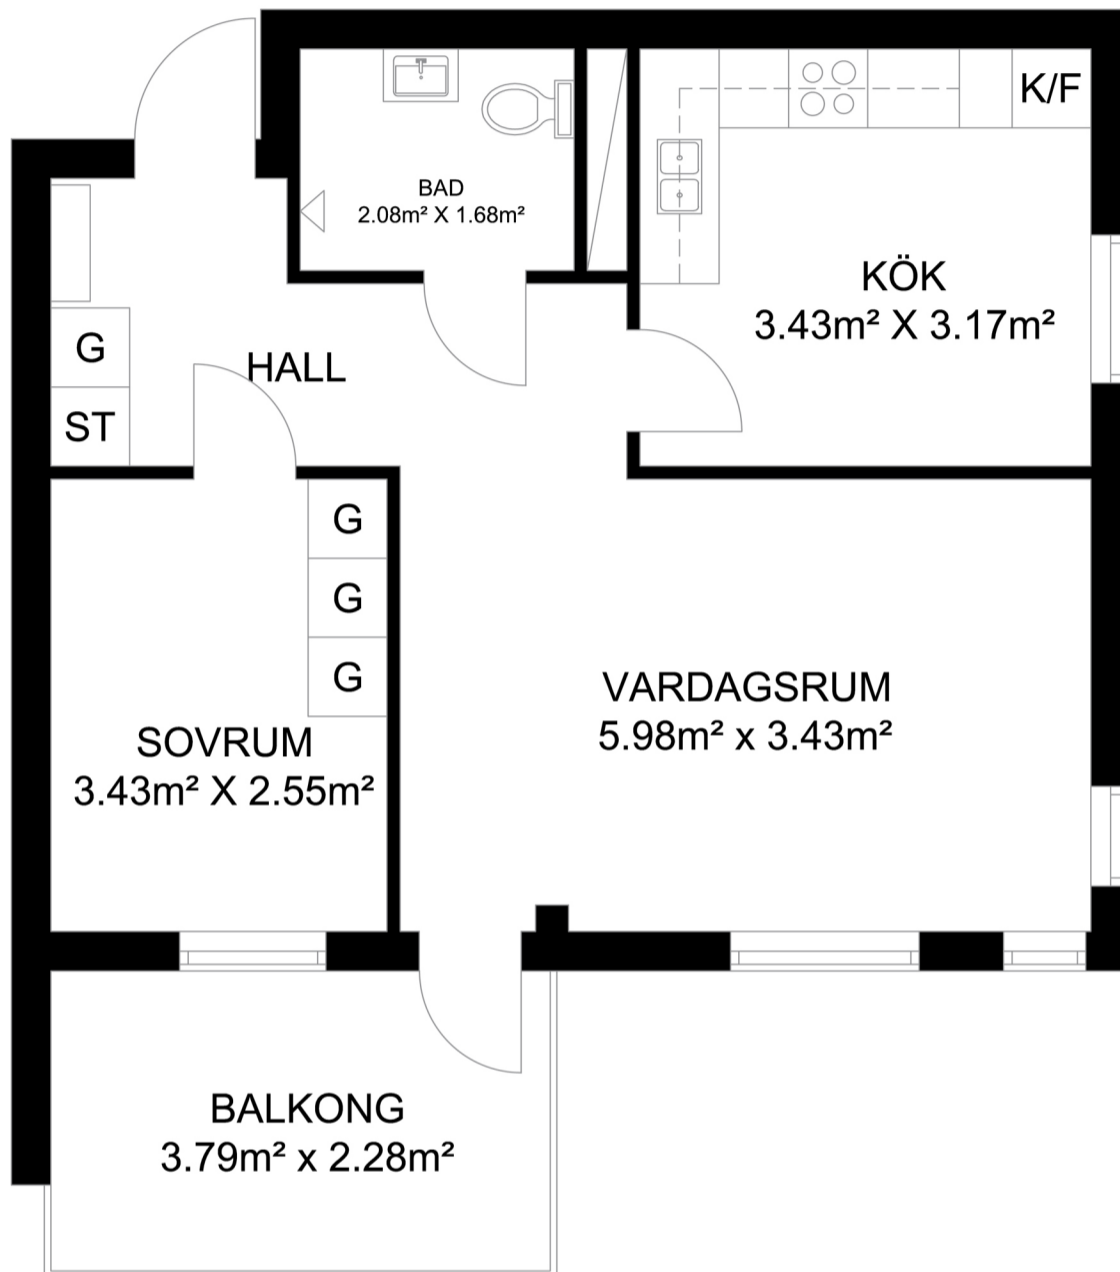 K/F
BAD
2.08m² X 1.68m²
KÖK
3.43m² X 3.17m²
G
HALL
ST
G
G
G
VARDAGSRUM
5.98m² x 3.43m²
SOVRUM
3.43m² X 2.55m²
BALKONG
3.79m² x 2.28m²